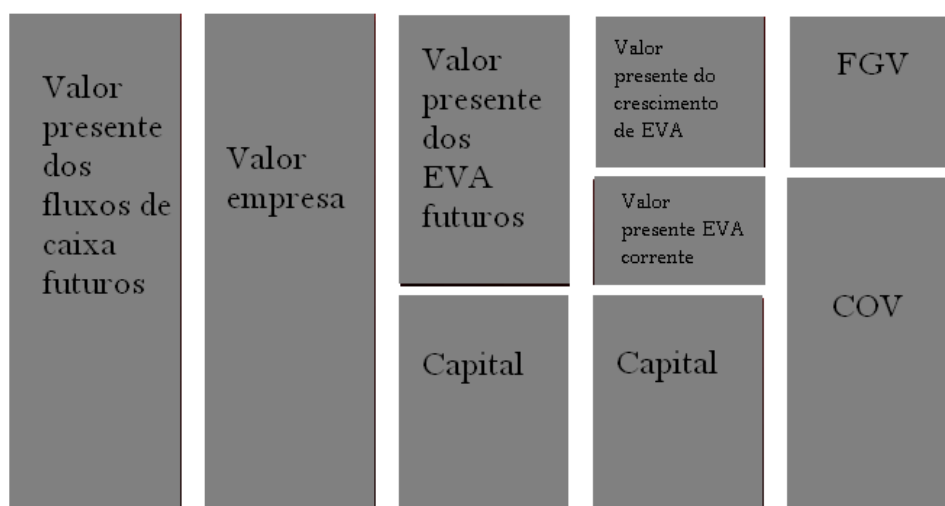 Valor
presente
dos
fluxos de
caixa
futuros
Valor
empresa
Valor
presente
dos
EVA
futuros
Capital
Valor
presente do
crescimento
de EVA
Valor
presente EVA
corrente
Capital
FGV
COV